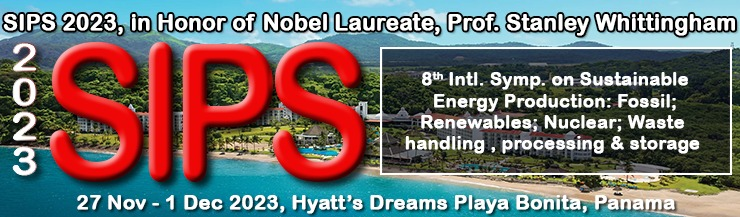 SIPS 2023, in Honor of Nobel Laureate, Prof. Stanley Whittingham
2023
SIPS
8th Intl. Symp. on Sustainable
Energy Production: Fossil;
Renewables; Nuclear; Waste
handling , processing & storage
27 Nov - 1 Dec 2023, Hyatt's Dreams Playa Bonita, Panama